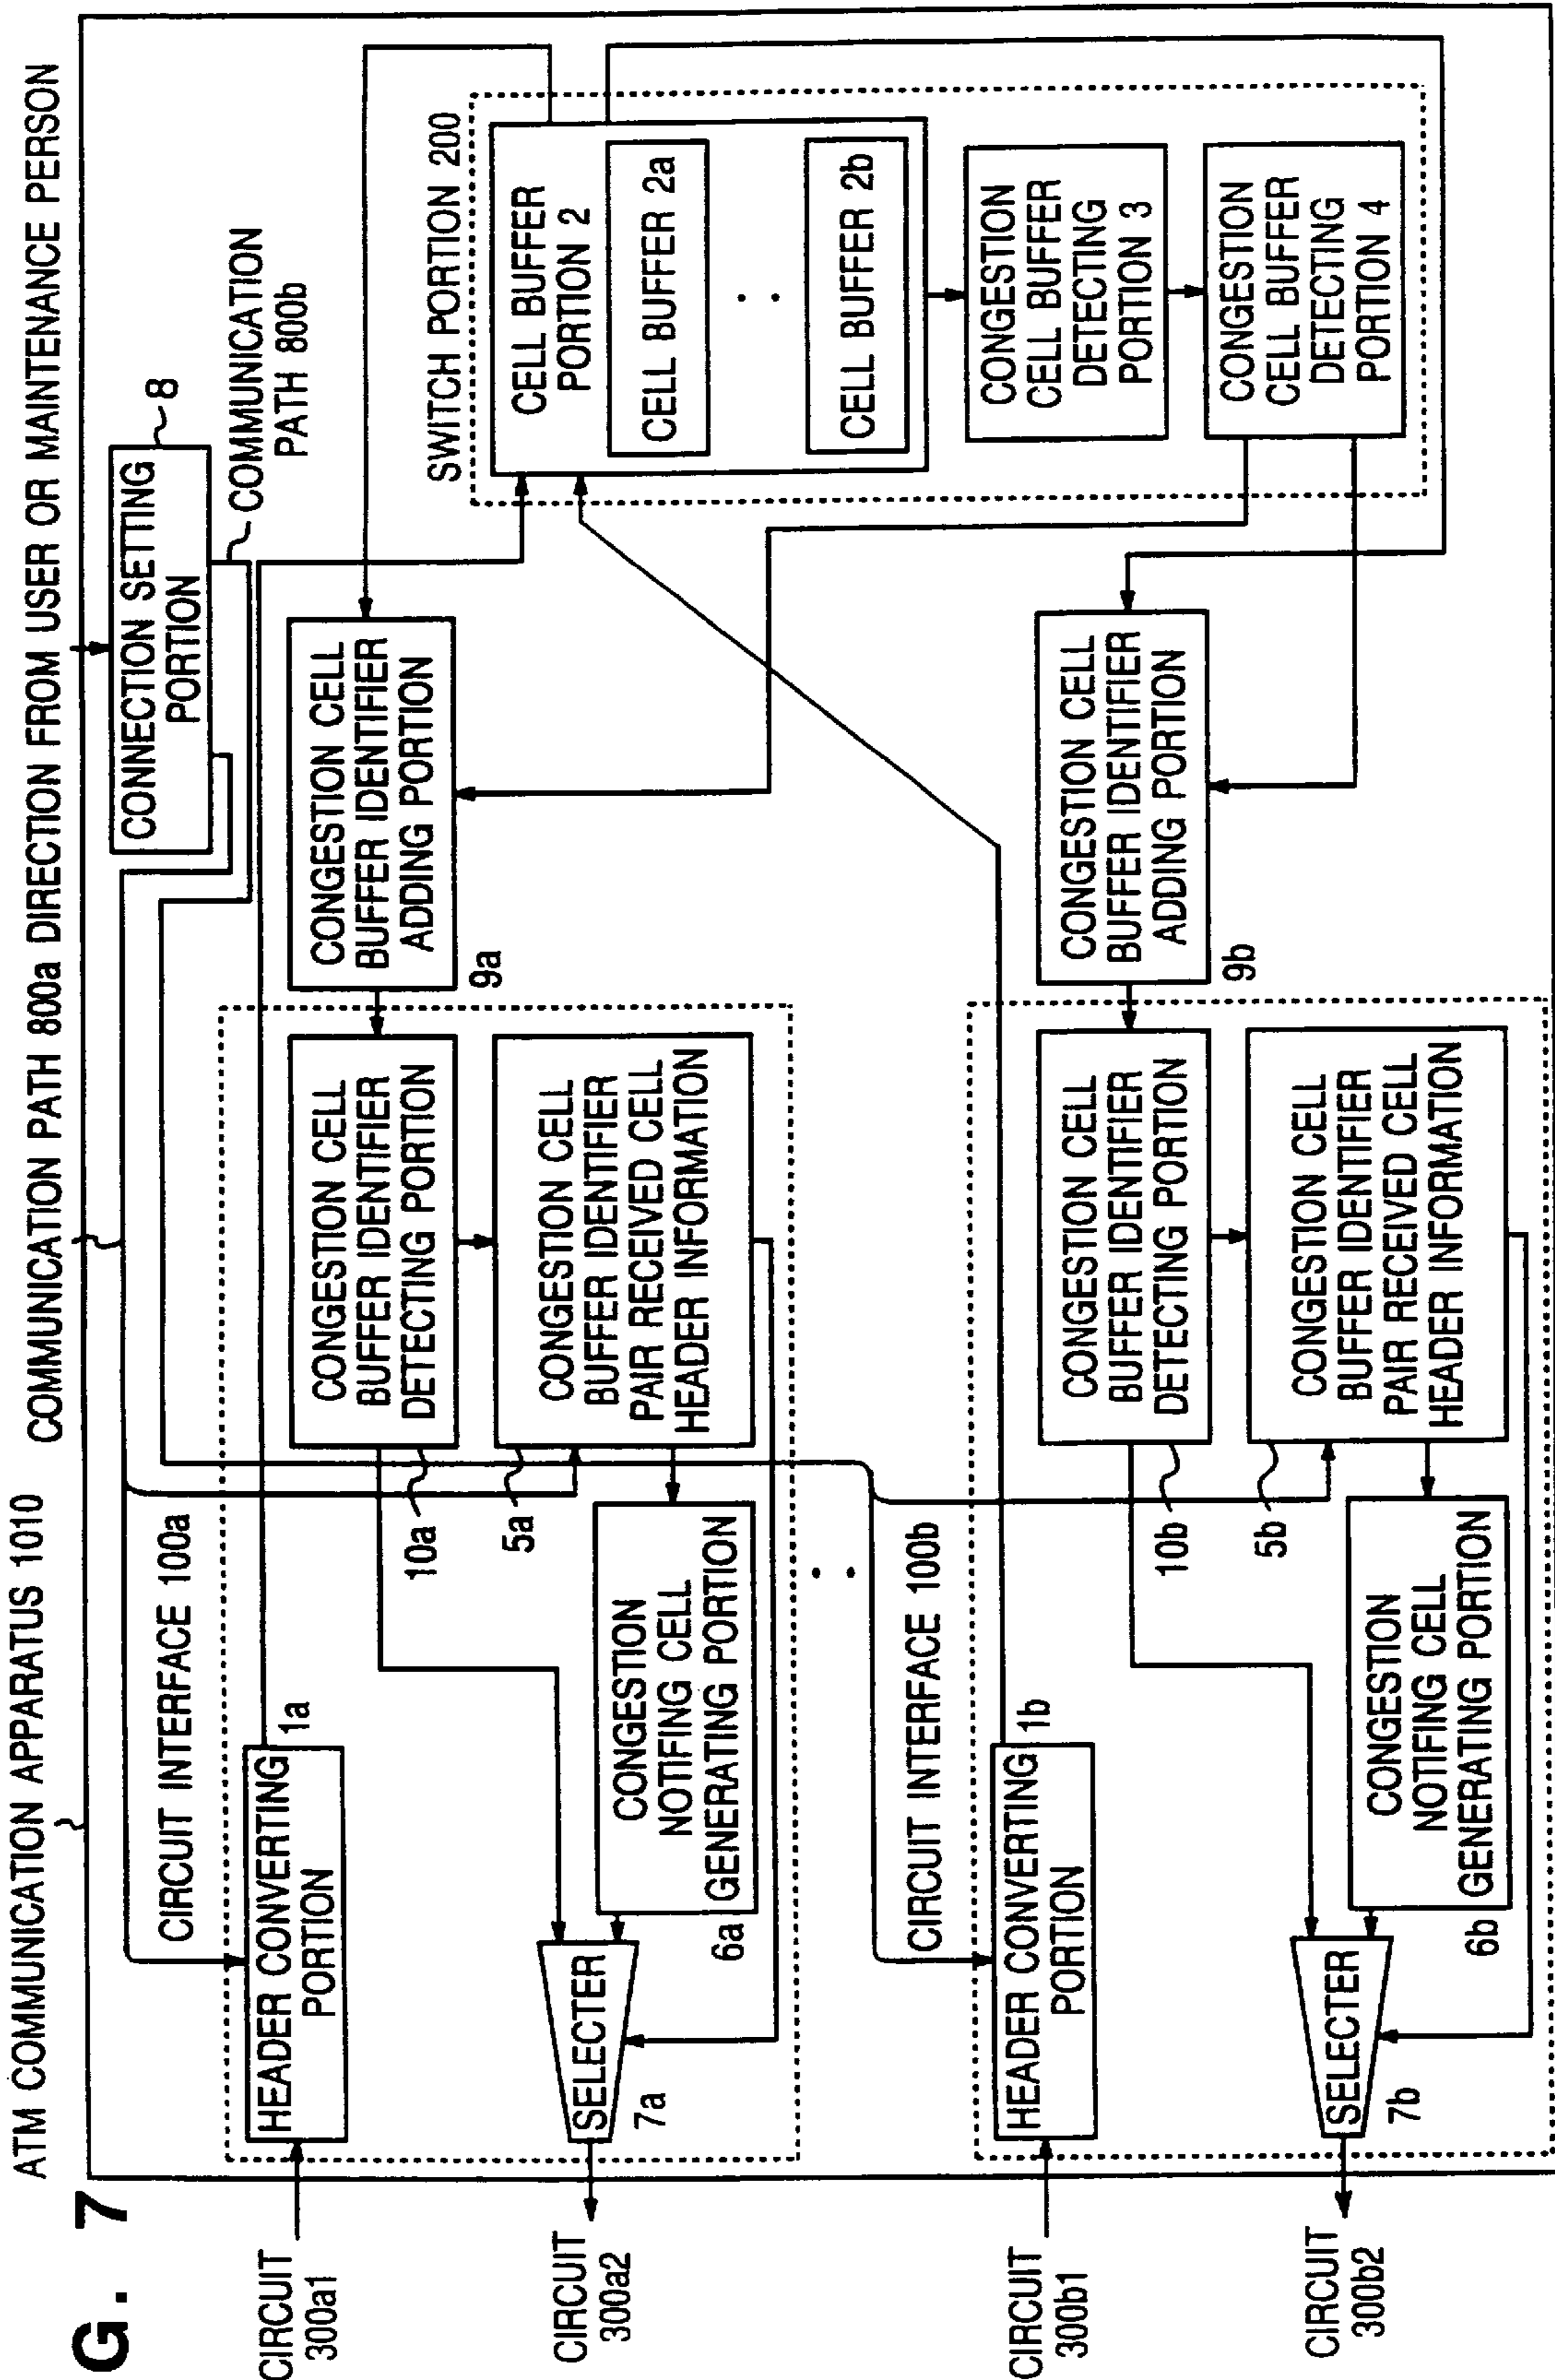 G. 7
ATM COMMUNICATION APPARATUS 1010
COMMUNICATION PATH 800a
DIRECTION FROM USER OR MAINTENANCE PERSON
CONNECTION SETTING
PORTION
8
COMMUNICATION
PATH 800b
CIRCUIT INTERFACE 100a
CIRCUIT
300a1
HEADER CONVERTING
PORTION
1a
CONGESTION CELL
BUFFER IDENTIFIER
DETECTING PORTION
10a
CONGESTION CELL
BUFFER IDENTIFIER
ADDING PORTION
9a
SWITCH PORTION 200
CELL BUFFER
PORTION 2
CELL BUFFER 2a
CELL BUFFER 2b
CONGESTION CELL
BUFFER IDENTIFIER
PAIR RECEIVED CELL
HEADER INFORMATION
5a
CONGESTION
NOTIFING CELL
GENERATING PORTION
6a
SELECTER
7a
CIRCUIT
300a2
CIRCUIT INTERFACE 100b
CIRCUIT
300b1
HEADER CONVERTING
PORTION
1b
CONGESTION CELL
BUFFER IDENTIFIER
DETECTING PORTION
10b
CONGESTION CELL
BUFFER IDENTIFIER
ADDING PORTION
9b
CONGESTION
CELL BUFFER
DETECTING
PORTION 3
CONGESTION
CELL BUFFER
DETECTING
PORTION 4
CONGESTION CELL
BUFFER IDENTIFIER
PAIR RECEIVED CELL
HEADER INFORMATION
5b
CONGESTION
NOTIFING CELL
GENERATING PORTION
6b
SELECTER
7b
CIRCUIT
300b2